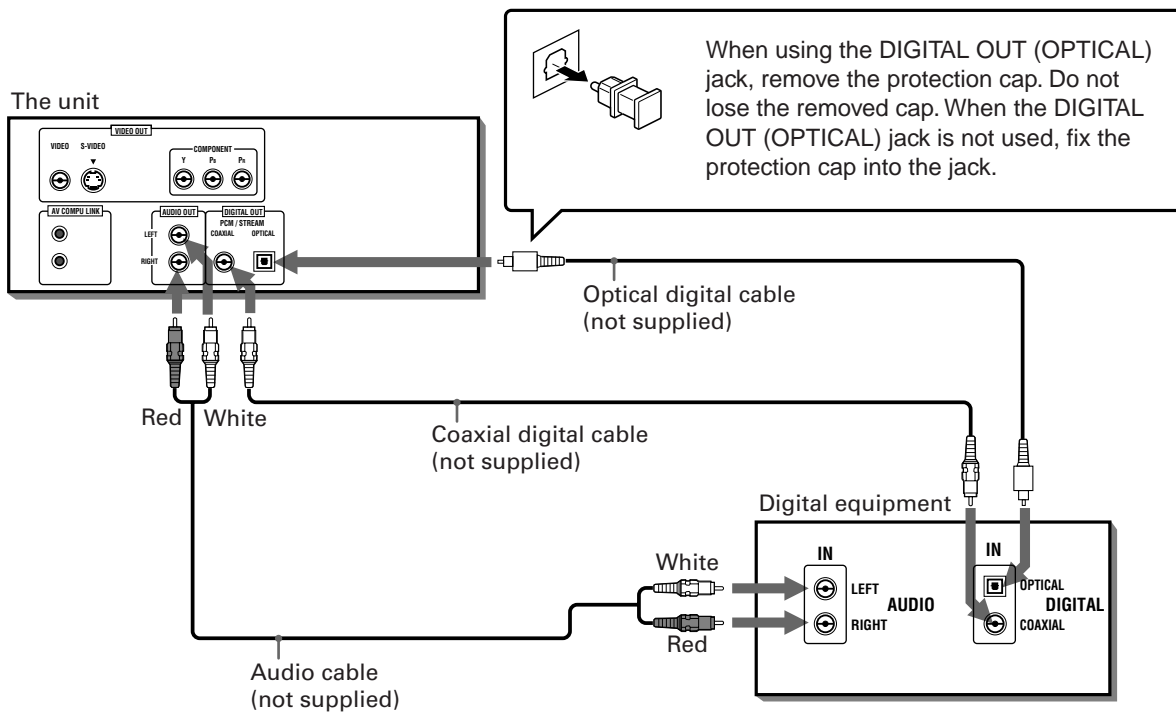 When using the DIGITAL OUT (OPTICAL)
jack, remove the protection cap. Do not
lose the removed cap. When the DIGITAL
OUT (OPTICAL) jack is not used, fix the
protection cap into the jack.
The unit
VIDEO OUT
VIDEO S-VIDEO
COMPONENT
Y PB PR
AV COMPU LINK
AUDIO OUT
LEFT
RIGHT
DIGITAL OUT
PCM / STREAM
COAXIAL OPTICAL
Optical digital cable
(not supplied)
Red White
Coaxial digital cable
(not supplied)
Digital equipment
White
Red
IN
LEFT
RIGHT
AUDIO
IN
OPTICAL
DIGITAL
COAXIAL
Audio cable
(not supplied)